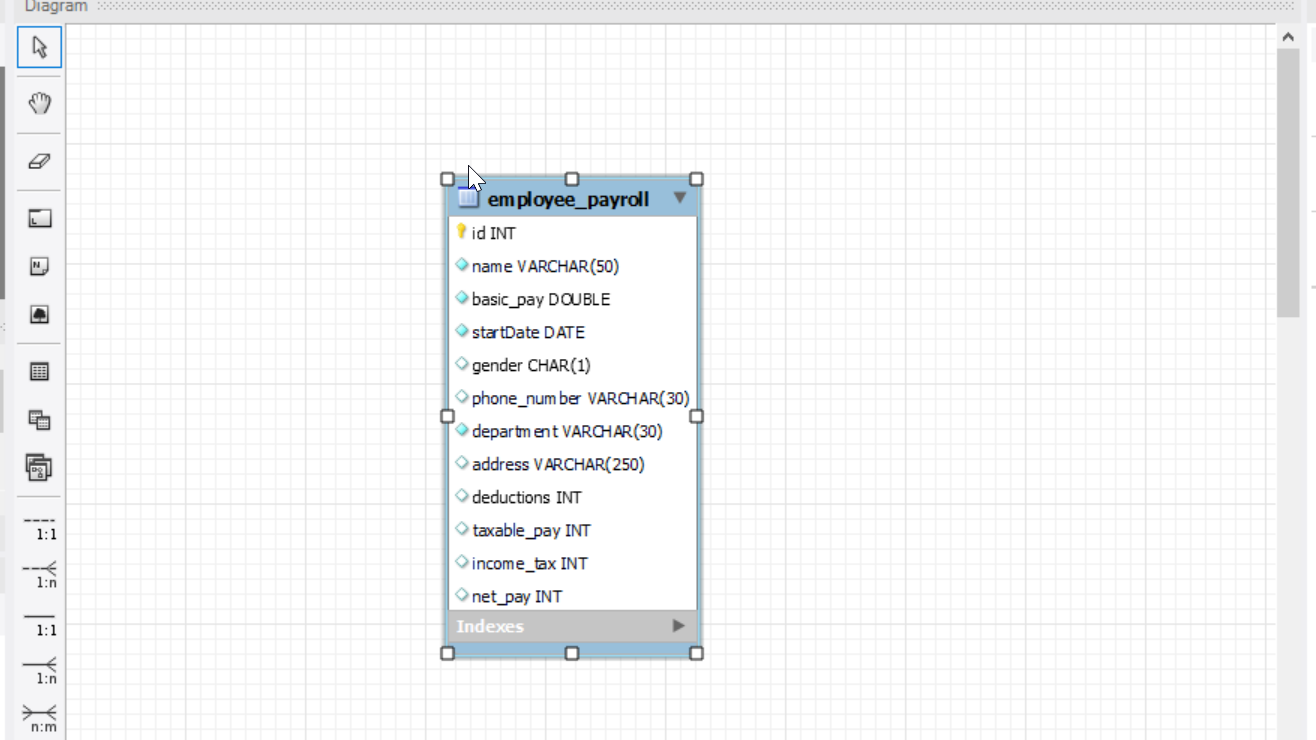 Diagram
employee_payroll
id INT
name VARCHAR(50)
basic_pay DOUBLE
startDate DATE
gender CHAR(1)
phone_number VARCHAR(30)
department VARCHAR(30)
address VARCHAR(250)
deductions INT
taxable_pay INT
income_tax INT
net_pay INT
Indexes
1:1
1:n
1:1
1:n
n:m